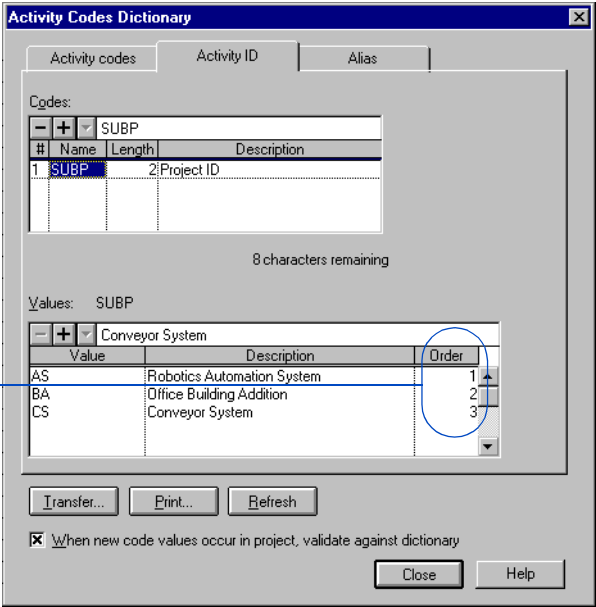 Activity Codes Dictionary
Activity codes Activity ID Alias
Codes:
SUBP
# Name Length Description
1 SUBP 2 Project ID
8 characters remaining
Values: SUBP
Conveyor System
Value Description Order
AS Robotics Automation System 1
BA Office Building Addition 2
CS Conveyor System 3
Transfer... Print... Refresh
When new code values occur in project, validate against dictionary
Close Help